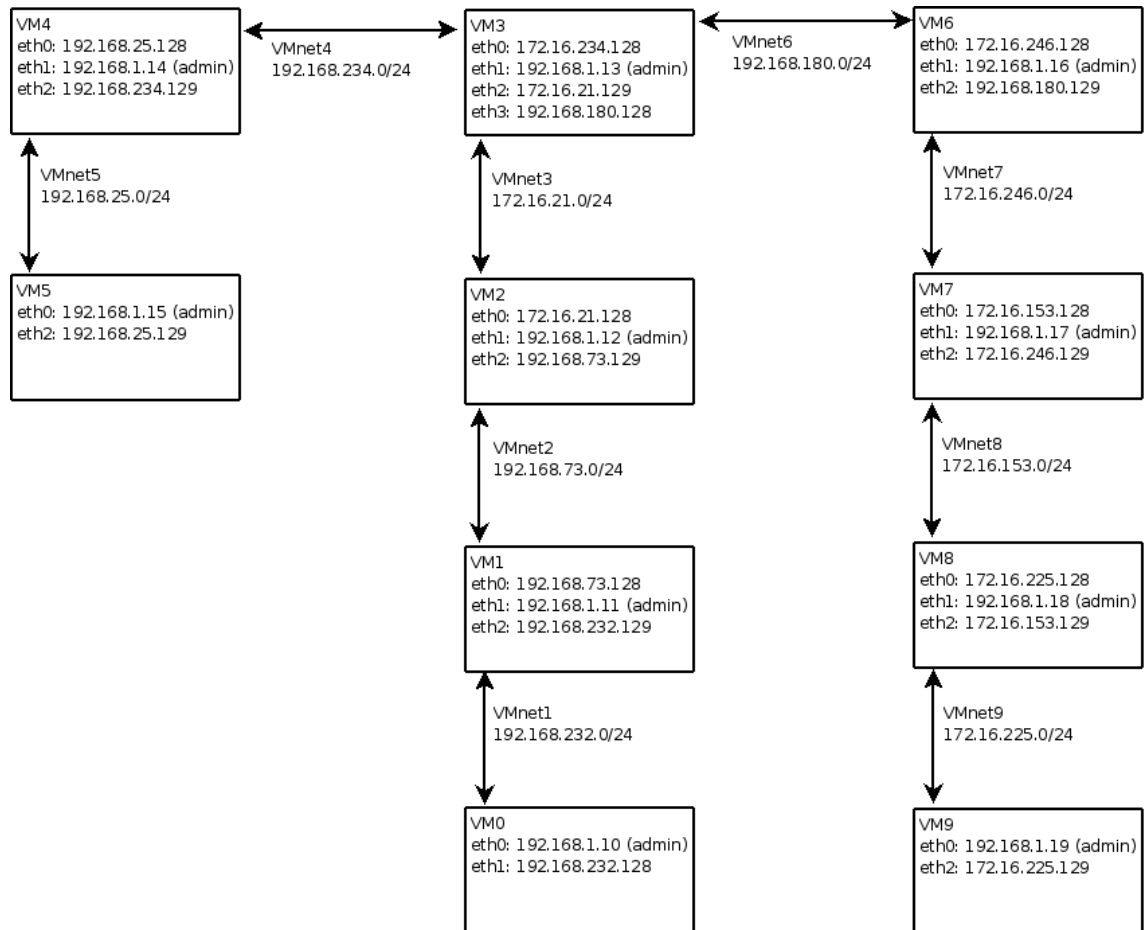 VM4
eth0: 192.168.25.128
eth1: 192.168.1.14 (admin)
eth2: 192.168.234.129
VMnet4
192.168.234.0/24
VM3
eth0: 172.16.234.128
eth1: 192.168.1.13 (admin)
eth2: 172.16.21.129
eth3: 192.168.180.128
VMnet6
192.168.180.0/24
VM6
eth0: 172.16.246.128
eth1: 192.168.1.16 (admin)
eth2: 192.168.180.129
VMnet5
192.168.25.0/24
VMnet3
172.16.21.0/24
VMnet7
172.16.246.0/24
VM5
eth0: 192.168.1.15 (admin)
eth2: 192.168.25.129
VM2
eth0: 172.16.21.128
eth1: 192.168.1.12 (admin)
eth2: 192.168.73.129
VM7
eth0: 172.16.153.128
eth1: 192.168.1.17 (admin)
eth2: 172.16.246.129
VMnet2
192.168.73.0/24
VMnet8
172.16.153.0/24
VM1
eth0: 192.168.73.128
eth1: 192.168.1.11 (admin)
eth2: 192.168.232.129
VM8
eth0: 172.16.225.128
eth1: 192.168.1.18 (admin)
eth2: 172.16.153.129
VMnet1
192.168.232.0/24
VMnet9
172.16.225.0/24
VM0
eth0: 192.168.1.10 (admin)
eth1: 192.168.232.128
VM9
eth0: 192.168.1.19 (admin)
eth2: 172.16.225.129